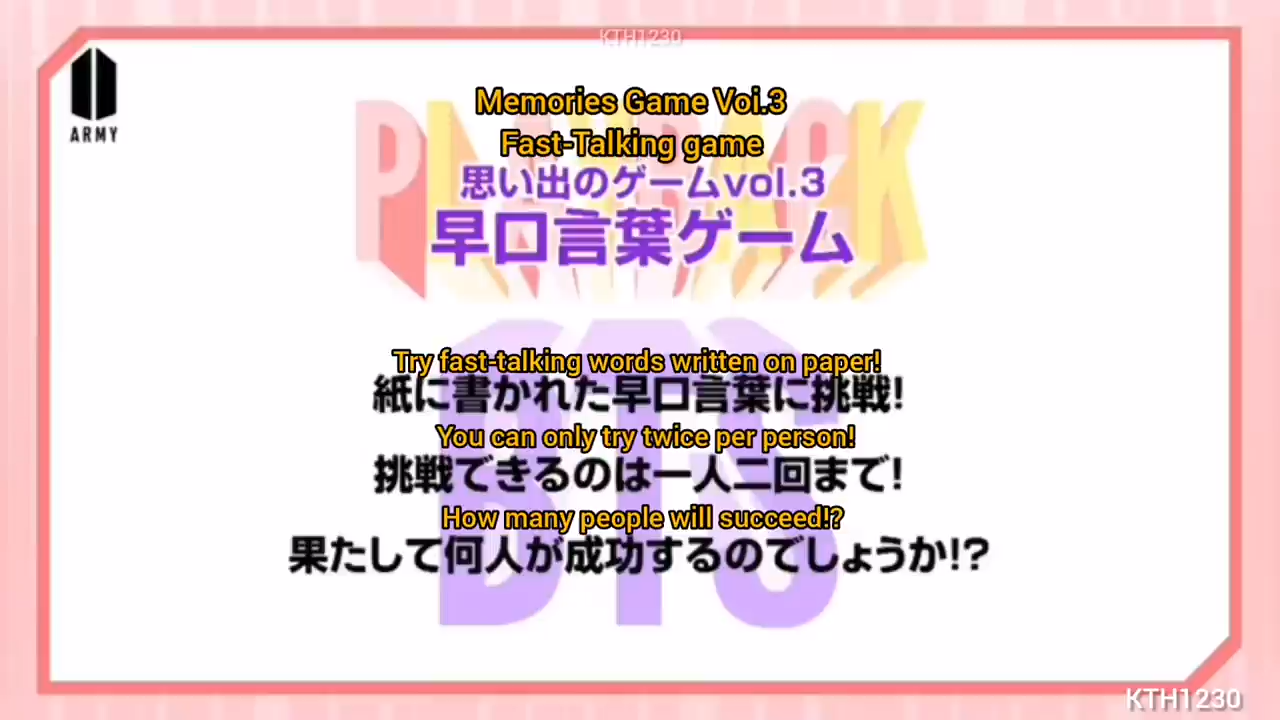 KTH1230
ARMY
PLAYBACK
Memories Game Voi.3
Fast-Talking game
思い出のゲームvol.3
早口言葉ゲーム
BTS
Try fast-talking words written on paper!
紙に書かれた早口言葉に挑戦!
You can only try twice per person!
挑戦できるのは一人二回まで!
How many people will succeed!?
果たして何人が成功するのでしょうか!?
KTH1230